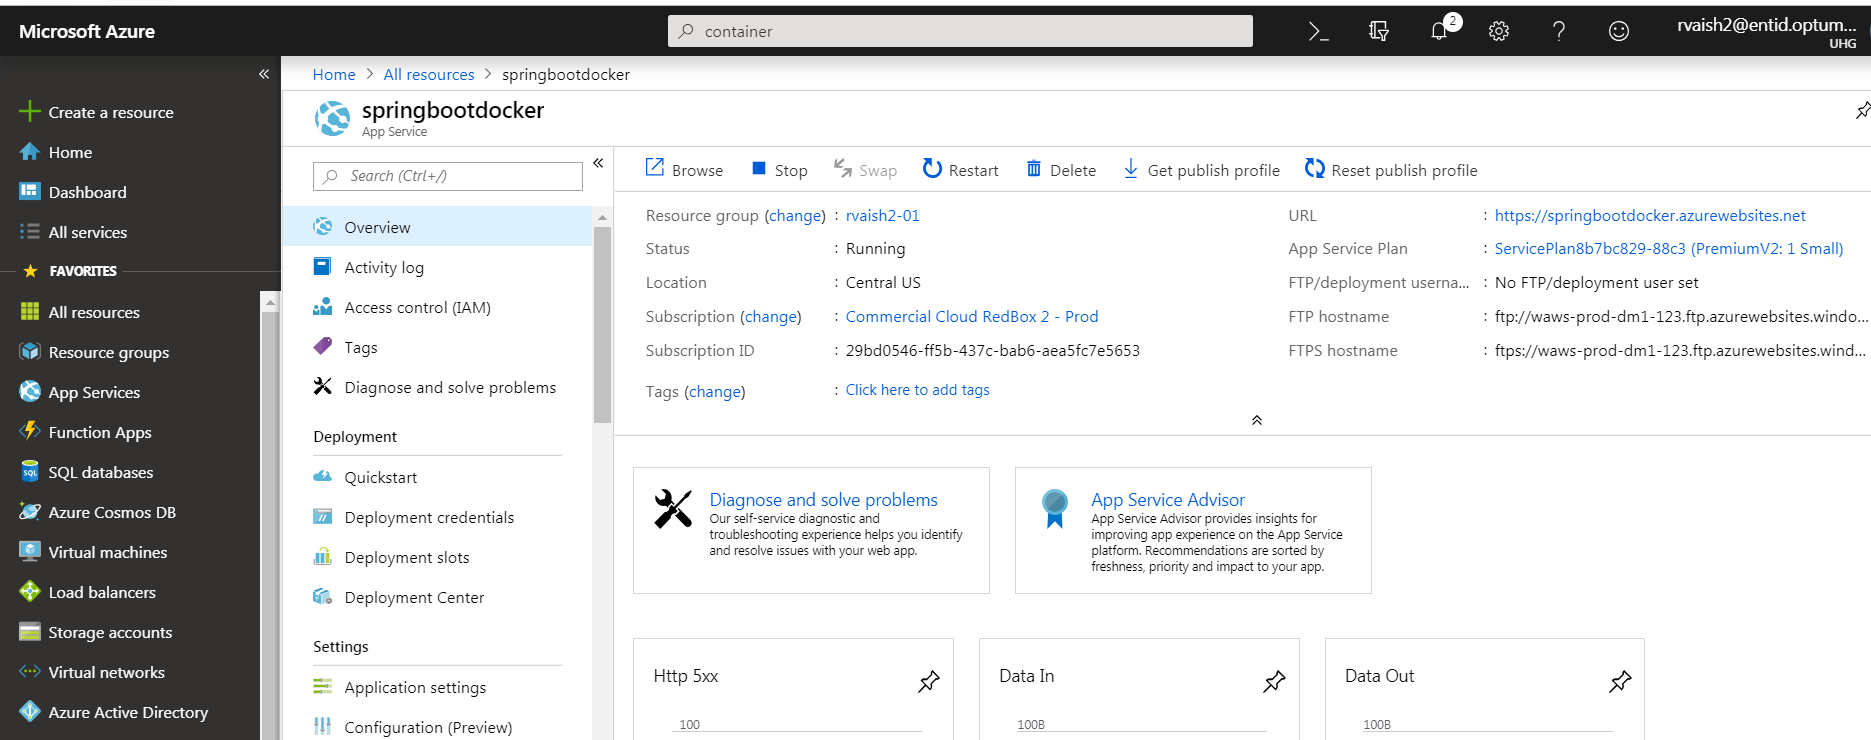 Microsoft Azure
container
2
rvaish2@entid.optum...
UHG
Create a resource
Home
Dashboard
All services
FAVORITES
All resources
Resource groups
App Services
Function Apps
SQL databases
Azure Cosmos DB
Virtual machines
Load balancers
Storage accounts
Virtual networks
Azure Active Directory
Home > All resources > springbootdocker
springbootdocker
App Service
Search (Ctrl+/)
Overview
Activity log
Access control (IAM)
Tags
Diagnose and solve problems
Deployment
Quickstart
Deployment credentials
Deployment slots
Deployment Center
Settings
Application settings
Configuration (Preview)
Browse Stop Swap Restart Delete Get publish profile Reset publish profile
Resource group (change) : rvaish2-01
Status : Running
Location : Central US
Subscription (change) : Commercial Cloud RedBox 2 - Prod
Subscription ID : 29bd0546-ff5b-437c-bab6-aea5fc7e5653
Tags (change) : Click here to add tags
URL : https://springbootdocker.azurewebsites.net
App Service Plan : ServicePlan8b7bc829-88c3 (PremiumV2: 1 Small)
FTP/deployment userna... : No FTP/deployment user set
FTP hostname : ftp://waws-prod-dm1-123.ftp.azurewebsites.windo...
FTPS hostname : ftps://waws-prod-dm1-123.ftp.azurewebsites.wind...
Diagnose and solve problems
Our self-service diagnostic and
troubleshooting experience helps you identify
and resolve issues with your web app.
App Service Advisor
App Service Advisor provides insights for
improving app experience on the App Service
platform. Recommendations are sorted by
freshness, priority and impact to your app.
Http 5xx
100
Data In
100B
Data Out
100B